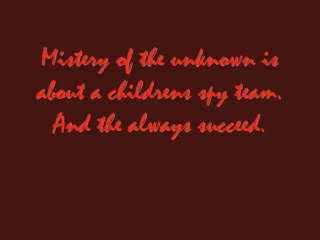 Mistery of the unknown is
about a childrens spy team.
And the always succeed.